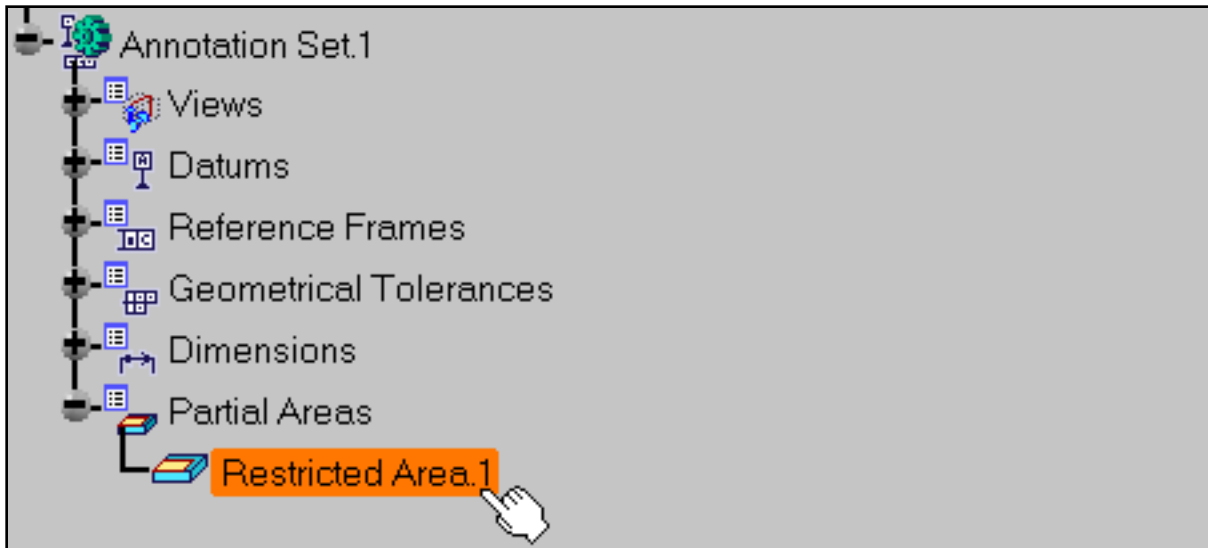 Annotation Set.1
Views
Datums
Reference Frames
Geometrical Tolerances
Dimensions
Partial Areas
Restricted Area.1